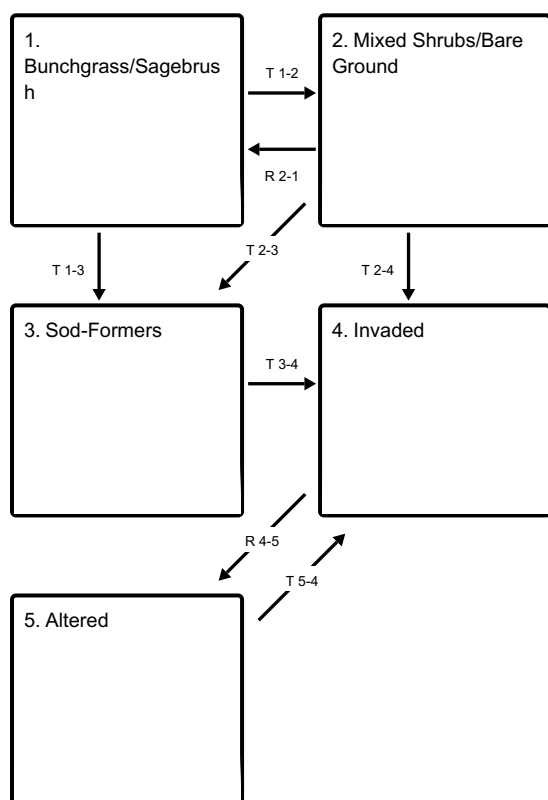 1.
Bunchgrass/Sagebrus
h
2. Mixed Shrubs/Bare
Ground
T 1-2
R 2-1
T 2-3
T 1-3
T 2-4
3. Sod-Formers
4. Invaded
T 3-4
R 4-5
T 5-4
5. Altered